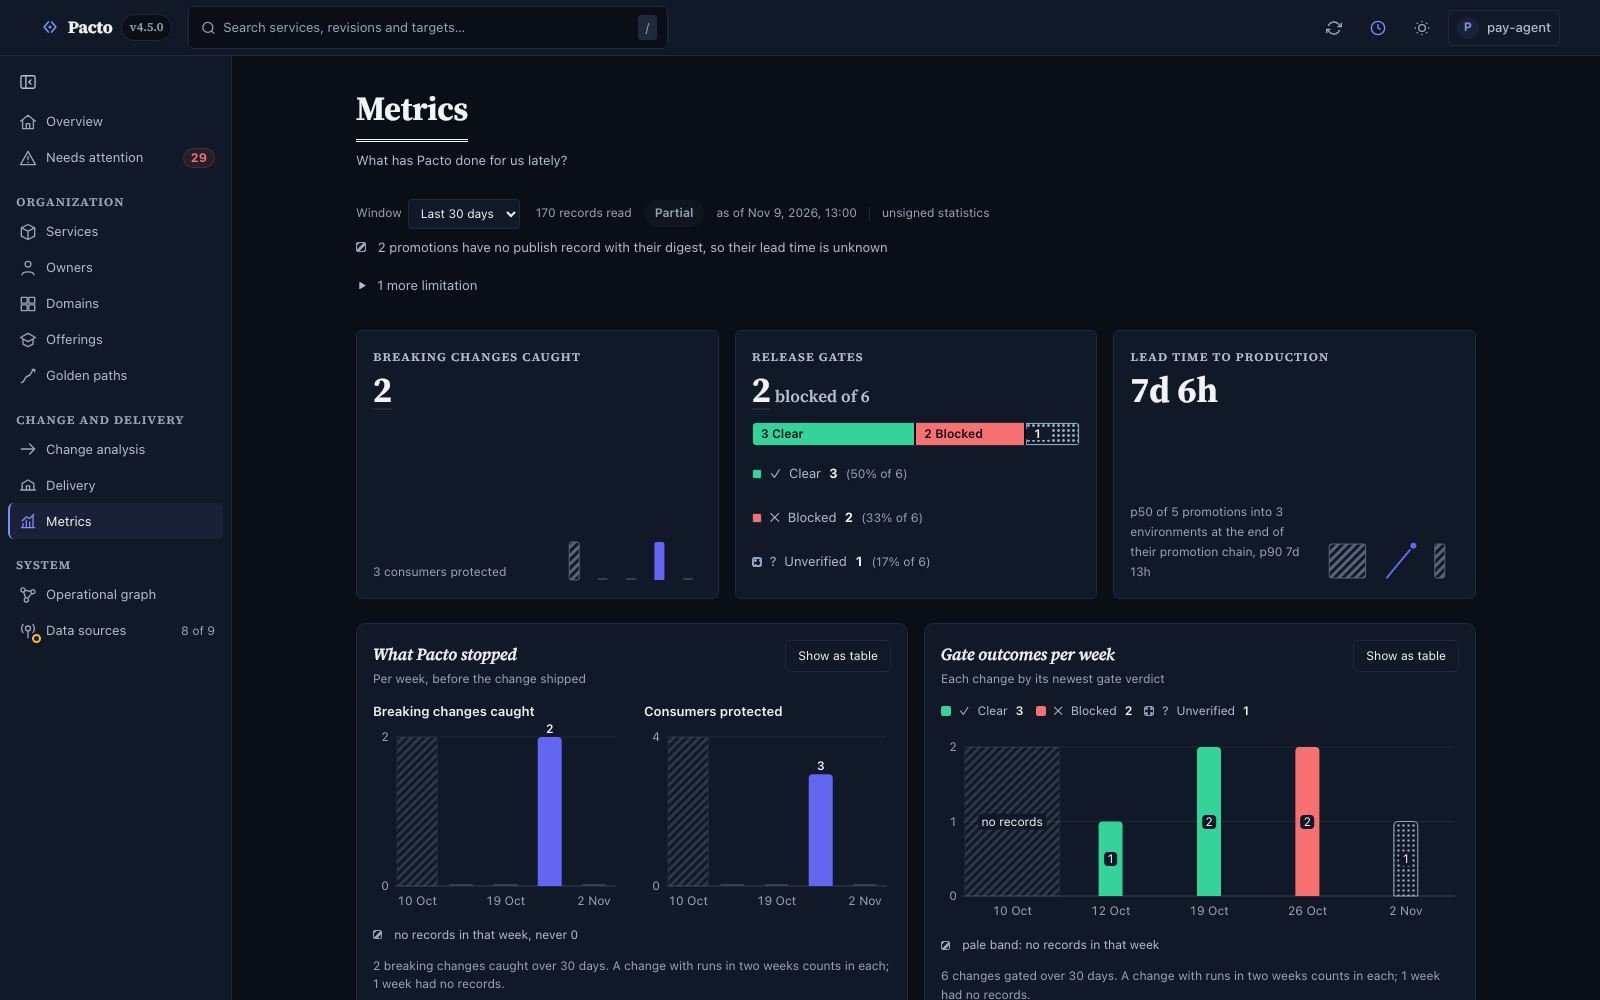 Pacto
v4.5.0
Search services, revisions and targets...
/
P
pay-agent
Overview
Needs attention
29
ORGANIZATION
Services
Owners
Domains
Offerings
Golden paths
CHANGE AND DELIVERY
Change analysis
Delivery
Metrics
SYSTEM
Operational graph
Data sources
8 of 9
Metrics
What has Pacto done for us lately?
Window
Last 30 days
170 records read
Partial
as of Nov 9, 2026, 13:00
unsigned statistics
2 promotions have no publish record with their digest, so their lead time is unknown
1 more limitation
BREAKING CHANGES CAUGHT
2
3 consumers protected
RELEASE GATES
2 blocked of 6
3 Clear
2 Blocked
1
Clear 3 (50% of 6)
Blocked 2 (33% of 6)
? Unverified 1 (17% of 6)
LEAD TIME TO PRODUCTION
7d 6h
p50 of 5 promotions into 3
environments at the end of
their promotion chain, p90 7d
13h
What Pacto stopped
Show as table
Per week, before the change shipped
Breaking changes caught
2
2
0
10 Oct
19 Oct
2 Nov
Consumers protected
4
3
0
10 Oct
19 Oct
2 Nov
no records in that week, never 0
2 breaking changes caught over 30 days. A change with runs in two weeks counts in each;
1 week had no records.
Gate outcomes per week
Show as table
Each change by its newest gate verdict
Clear 3
Blocked 2
? Unverified 1
2
1
0
no records
1
2
2
1
10 Oct
12 Oct
19 Oct
26 Oct
2 Nov
pale band: no records in that week
6 changes gated over 30 days. A change with runs in two weeks counts in each; 1 week
had no records.